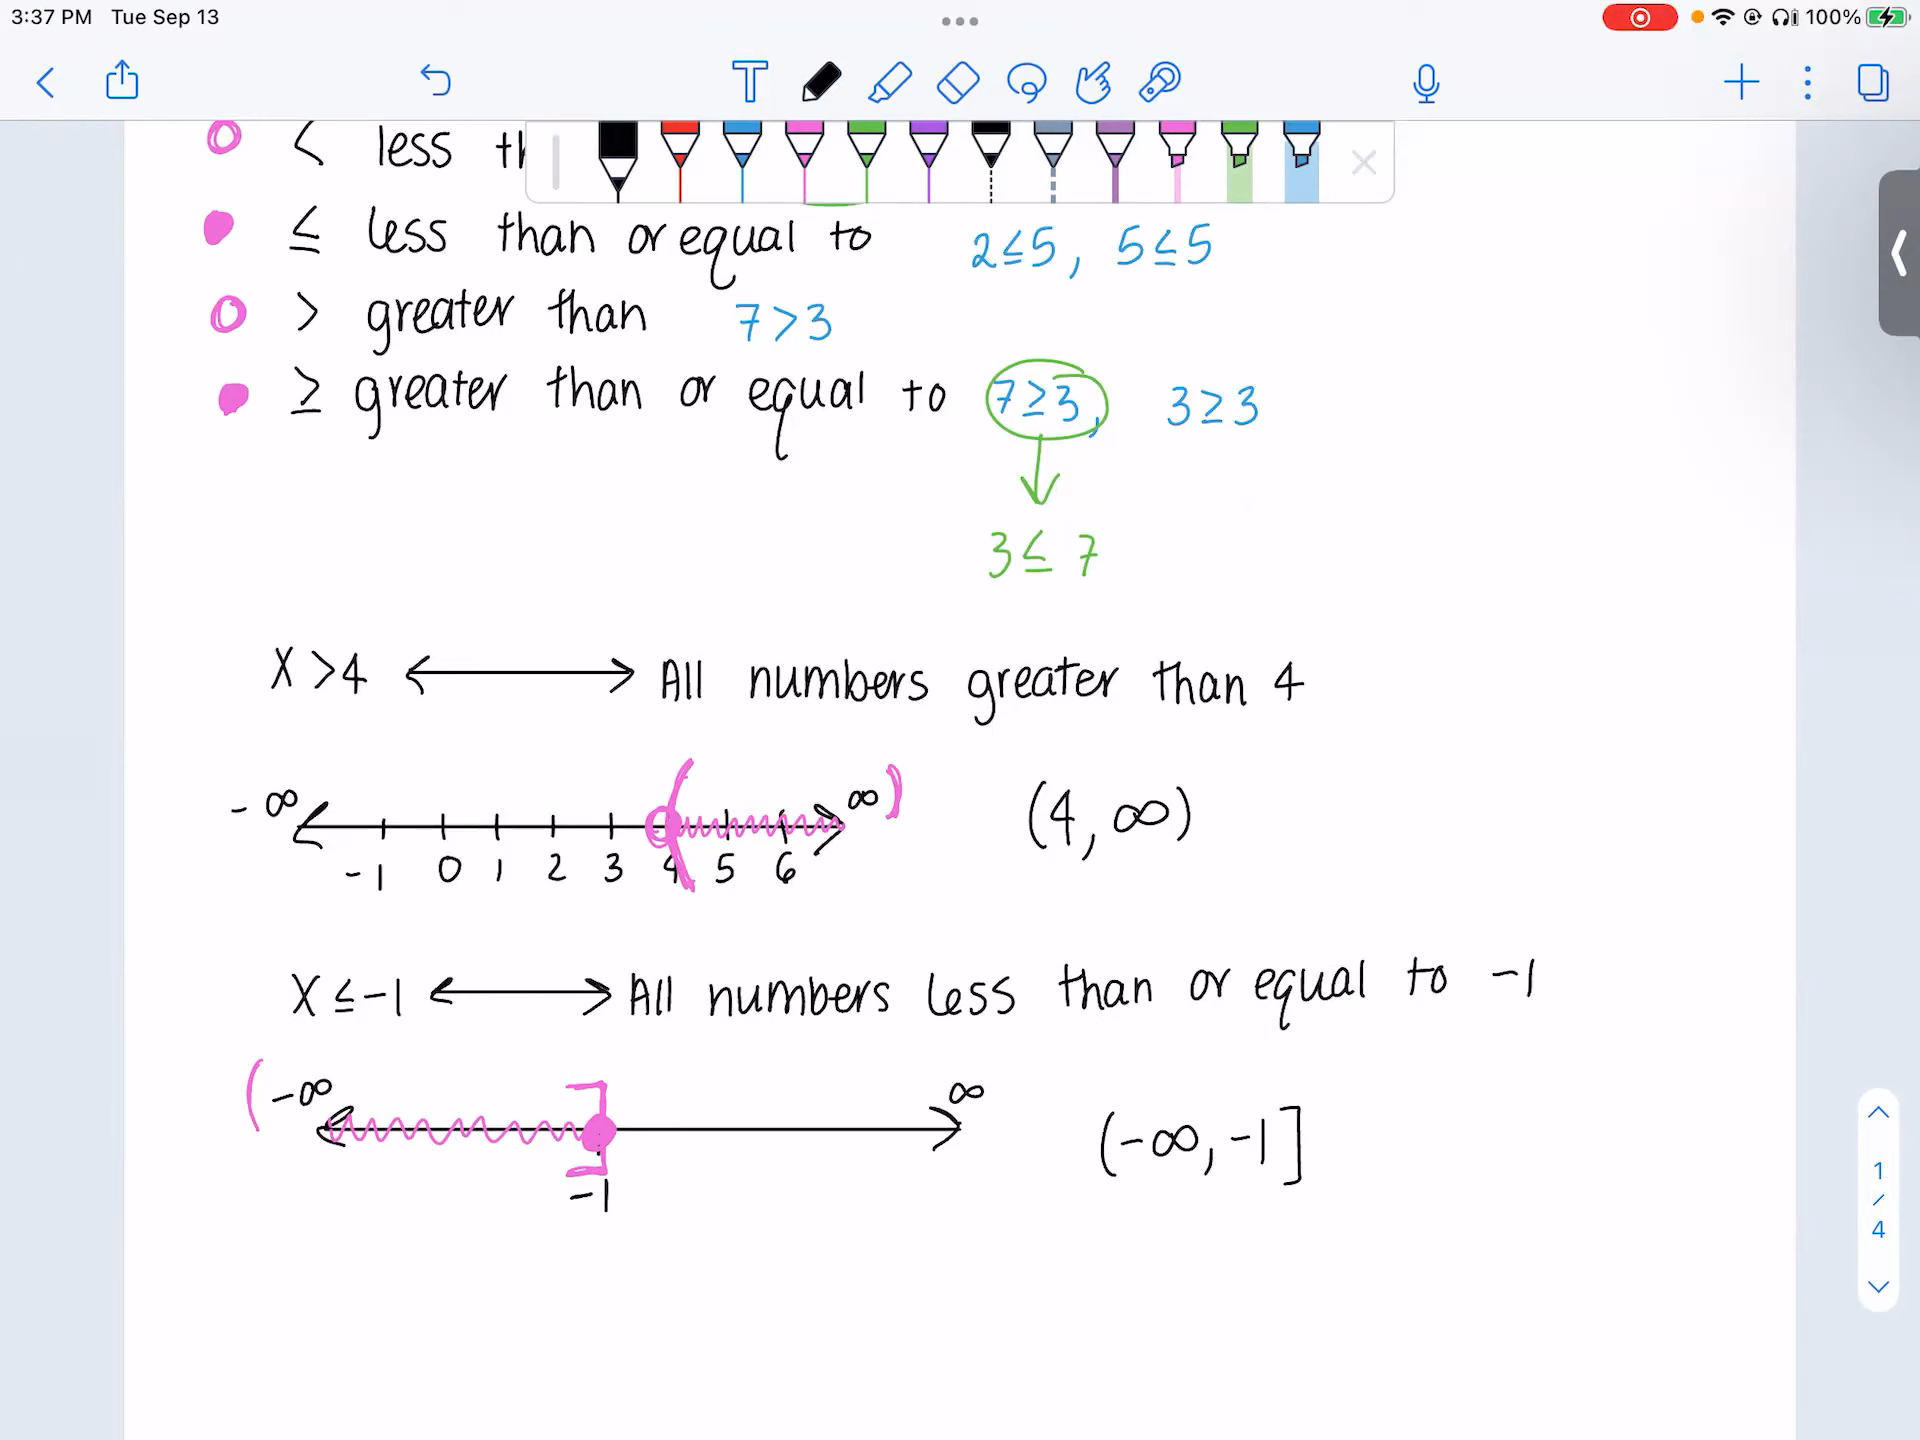 3:37 PM Tue Sep 13
100%
T
< less th
≤ less than or equal to 2≤5, 5≤5
> greater than 7>3
≥ greater than or equal to 7≥3, 3≥3
3≤7
X>4 ⟷ All numbers greater than 4
-∞ ∞ )
( 
-1 0 1 2 3 4 5 6
(4, ∞)
X≤-1 ⟷ All numbers less than or equal to -1
(-∞ ] ∞
-1
(-∞, -1]
1
/
4